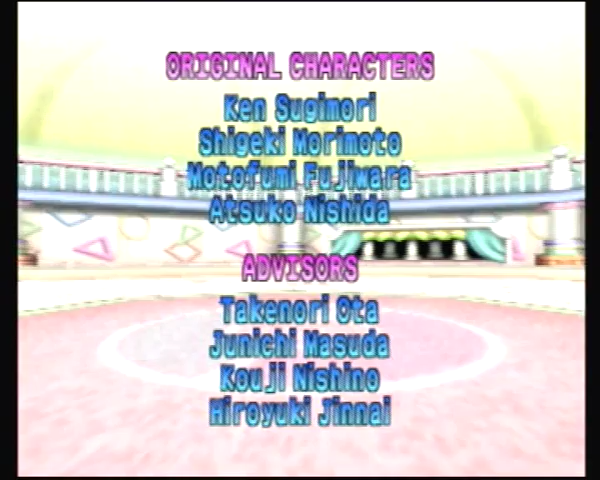 ORIGINAL CHARACTERS
Ken Sugimori
Shigeki Morimoto
Motofumi Fujiwara
Atsuko Nishida
ADVISORS
Takenori Ota
Junichi Masuda
Kouji Nishino
Hiroyuki Jinnai